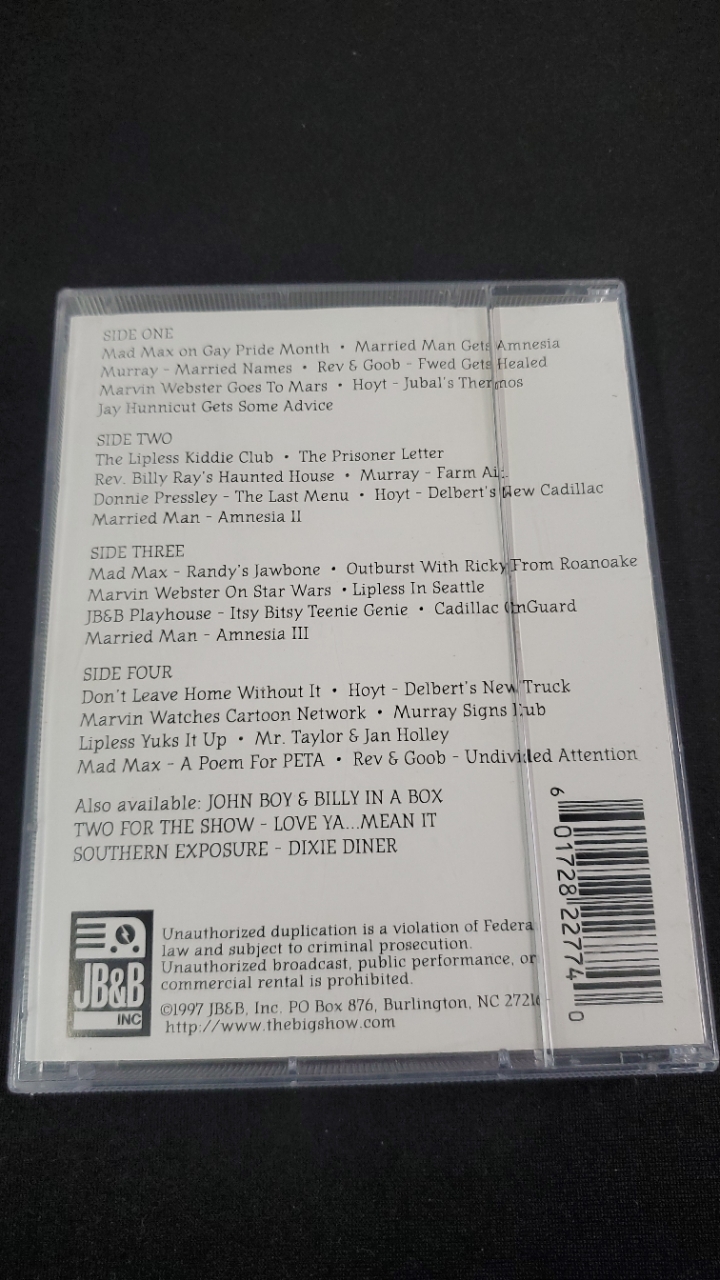 SIDE ONE
Mad Max on Gay Pride Month • Married Man Gets Amnesia
Murray - Married Names • Rev & Goob - Fwed Gets Healed
Marvin Webster Goes To Mars • Hoyt - Jubal's Thermos
Jay Hunnicut Gets Some Advice
SIDE TWO
The Lipless Kiddie Club • The Prisoner Letter
Rev. Billy Ray's Haunted House • Murray - Farm
Donnie Pressley - The Last Menu • Hoyt - Delbert's New Cadillac
Married Man - Amnesia II
SIDE THREE
Mad Max - Randy's Jawbone • Outburst With Ricky From Roanoake
Marvin Webster On Star Wars • Lipless In Seattle
JB&B Playhouse - Itsy Bitsy Teenie Genie • Cadillac OnGuard
Married Man - Amnesia III
SIDE FOUR
Don't Leave Home Without It • Hoyt - Delbert's New Truck
Marvin Watches Cartoon Network • Murray Signs
Lipless Yuks It Up • Mr. Taylor & Jan Holley
Mad Max - A Poem For PETA • Rev & Goob - Undivided Attention
Also available: JOHN BOY & BILLY IN A BOX
TWO FOR THE SHOW - LOVE YA...MEAN IT
SOUTHERN EXPOSURE - DIXIE DINER
JB&B
INC
Unauthorized duplication is a violation of Federa
law and subject to criminal prosecution.
Unauthorized broadcast, public performance, or
commercial rental is prohibited.
©1997 JB&B, Inc. PO Box 876, Burlington, NC
http://www.thebigshow.com
6 01728 22774 0